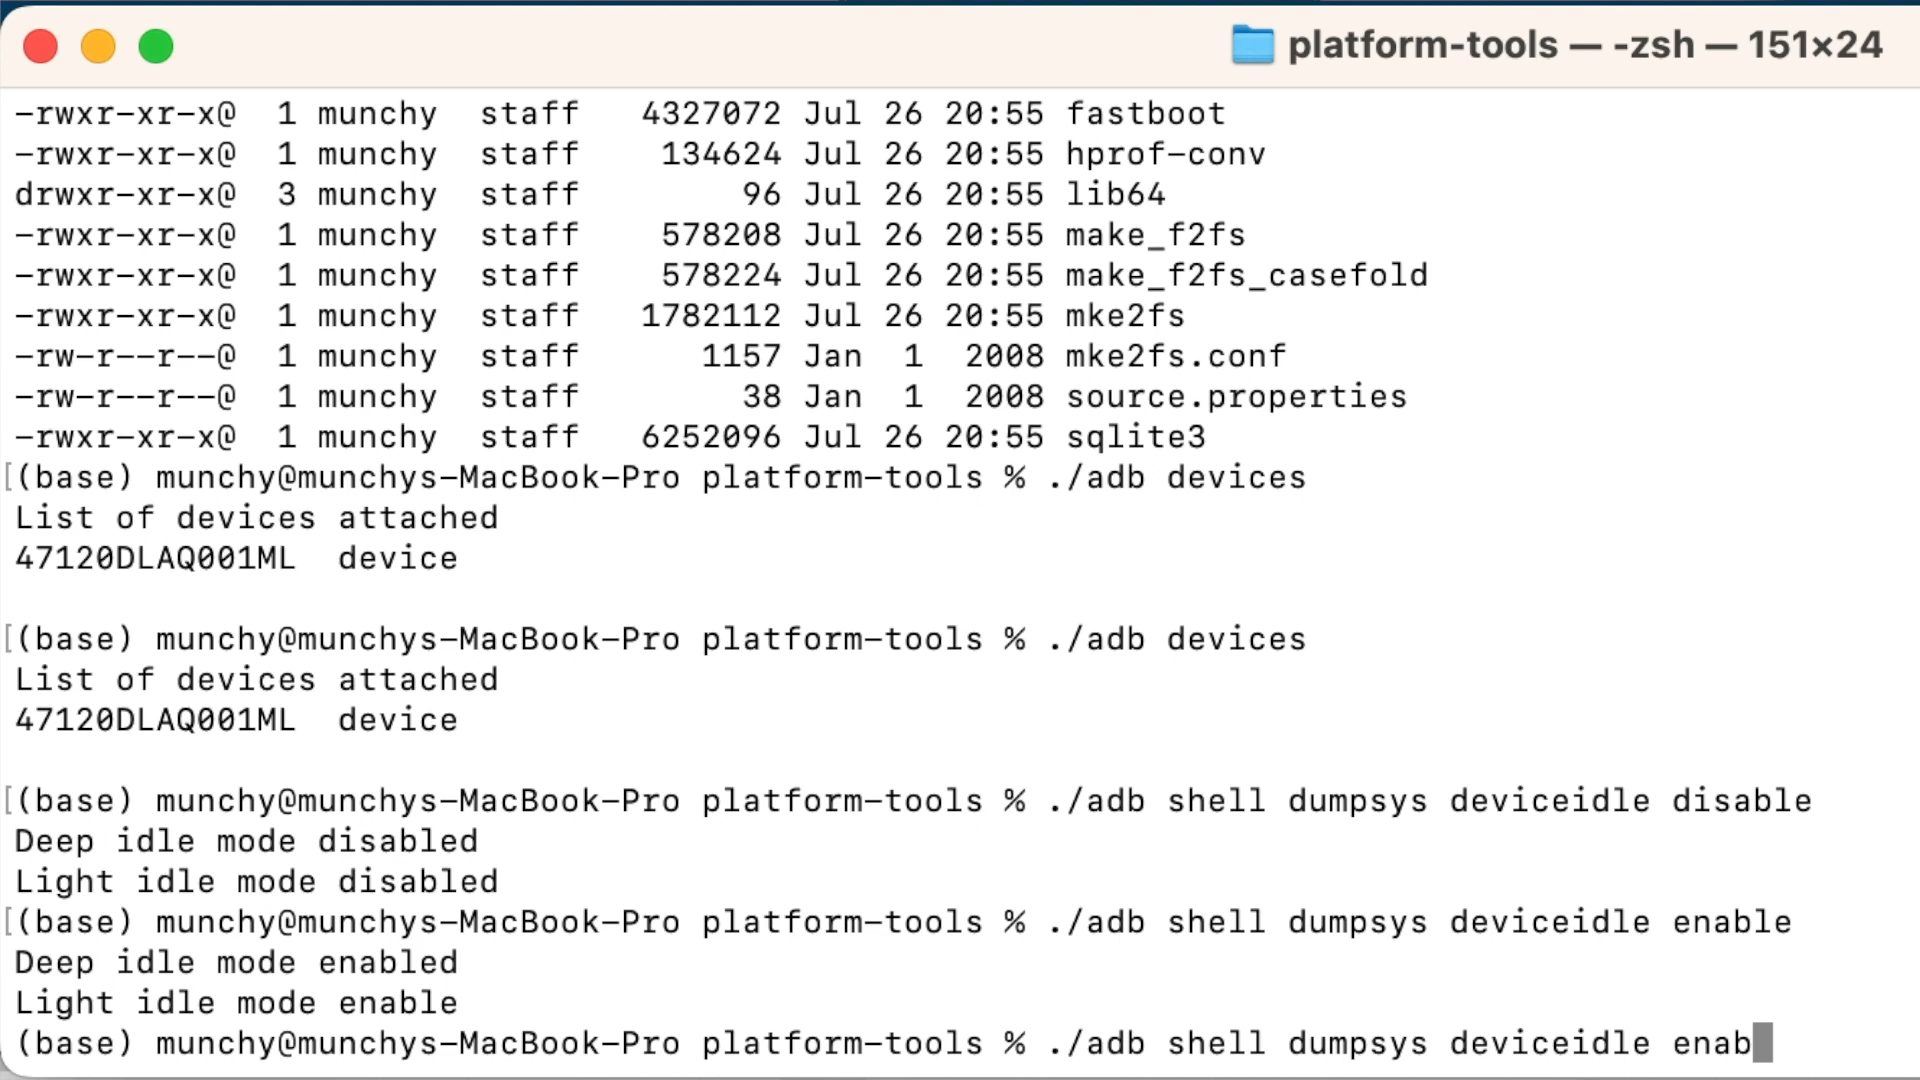 platform-tools — -zsh — 151×24
-rwxr-xr-x@  1 munchy  staff   4327072 Jul 26 20:55 fastboot
-rwxr-xr-x@  1 munchy  staff    134624 Jul 26 20:55 hprof-conv
drwxr-xr-x@  3 munchy  staff        96 Jul 26 20:55 lib64
-rwxr-xr-x@  1 munchy  staff    578208 Jul 26 20:55 make_f2fs
-rwxr-xr-x@  1 munchy  staff    578224 Jul 26 20:55 make_f2fs_casefold
-rwxr-xr-x@  1 munchy  staff   1782112 Jul 26 20:55 mke2fs
-rw-r--r--@  1 munchy  staff      1157 Jan  1  2008 mke2fs.conf
-rw-r--r--@  1 munchy  staff        38 Jan  1  2008 source.properties
-rwxr-xr-x@  1 munchy  staff   6252096 Jul 26 20:55 sqlite3
[(base) munchy@munchys-MacBook-Pro platform-tools % ./adb devices
List of devices attached
47120DLAQ001ML  device
[(base) munchy@munchys-MacBook-Pro platform-tools % ./adb devices
List of devices attached
47120DLAQ001ML  device
[(base) munchy@munchys-MacBook-Pro platform-tools % ./adb shell dumpsys deviceidle disable
Deep idle mode disabled
Light idle mode disabled
[(base) munchy@munchys-MacBook-Pro platform-tools % ./adb shell dumpsys deviceidle enable
Deep idle mode enabled
Light idle mode enable
(base) munchy@munchys-MacBook-Pro platform-tools % ./adb shell dumpsys deviceidle enab